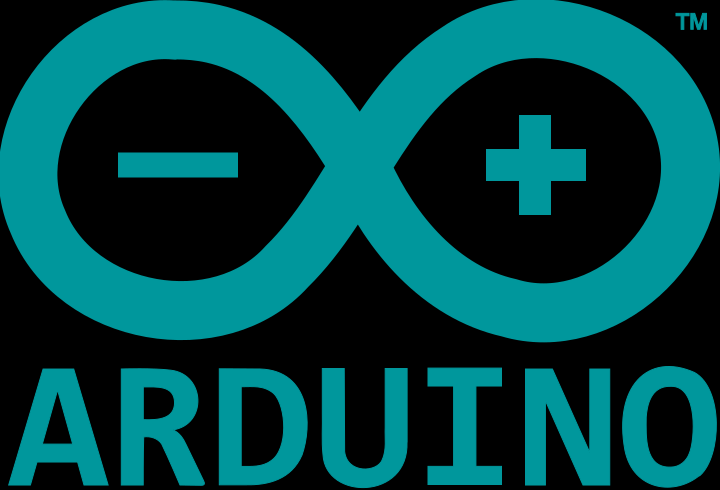 ™
− +
ARDUINO